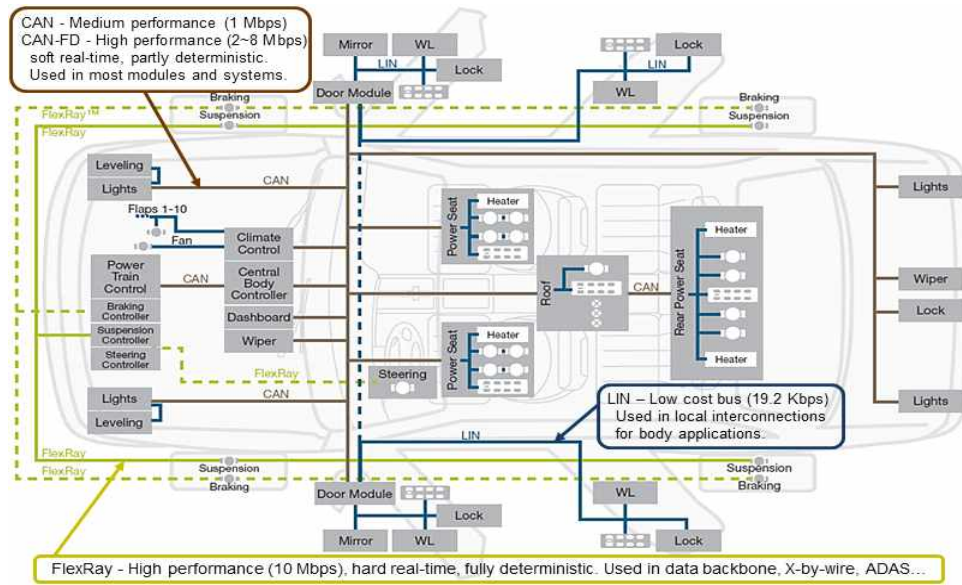 CAN - Medium performance (1 Mbps)
CAN-FD - High performance (2~8 Mbps)
soft real-time, partly deterministic.
Used in most modules and systems.
Mirror
WL
LIN
Lock
Door Module
Lock
LIN
WL
Braking
Suspension
FlexRay™
FlexRay
Braking
Suspension
Leveling
Lights
CAN
Flaps 1-10
Fan
Climate
Control
Power
Train
Control
CAN
Central
Body
Controller
Braking
Controller
Suspension
Controller
Steering
Controller
Dashboard
Wiper
FlexRay
Steering
Lights
Leveling
CAN
Power Seat
Heater
Power Seat
Heater
Roof
CAN
Rear Power Seat
Heater
Heater
Lights
Wiper
Lock
Lights
LIN – Low cost bus (19.2 Kbps)
Used in local interconnections
for body applications.
LIN
FlexRay
FlexRay
Suspension
Braking
Suspension
Braking
Door Module
Lock
Mirror
WL
WL
Lock
FlexRay - High performance (10 Mbps), hard real-time, fully deterministic. Used in data backbone, X-by-wire, ADAS…